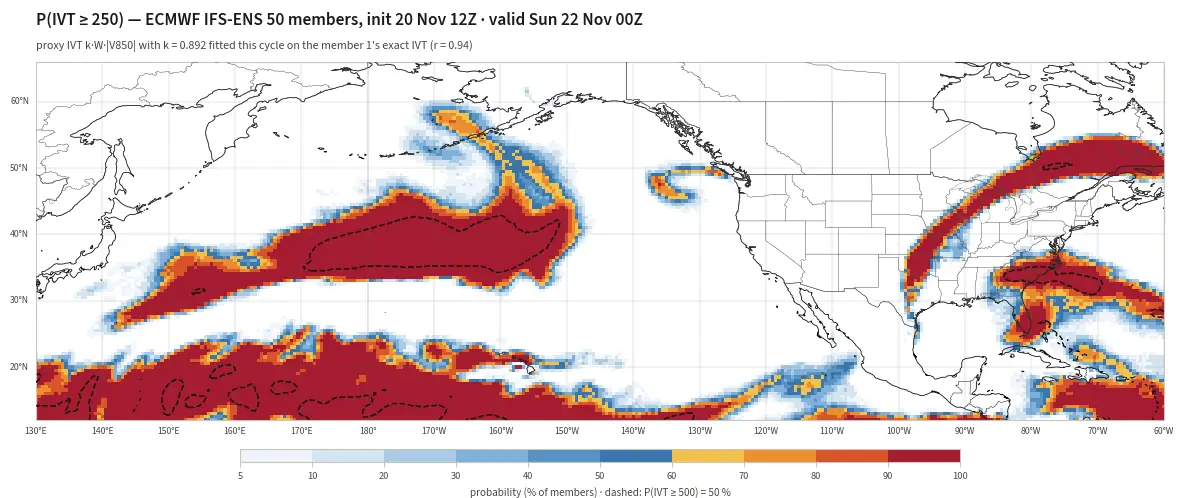 P(IVT ≥ 250) — ECMWF IFS-ENS 50 members, init 20 Nov 12Z · valid Sun 22 Nov 00Z
proxy IVT k·W·|V850| with k = 0.892 fitted this cycle on the member 1's exact IVT (r = 0.94)
60°N
50°N
40°N
30°N
20°N
130°E 140°E 150°E 160°E 170°E 180° 170°W 160°W 150°W 140°W 130°W 120°W 110°W 100°W 90°W 80°W 70°W 60°W
5 10 20 30 40 50 60 70 80 90 100
probability (% of members) · dashed: P(IVT ≥ 500) = 50 %